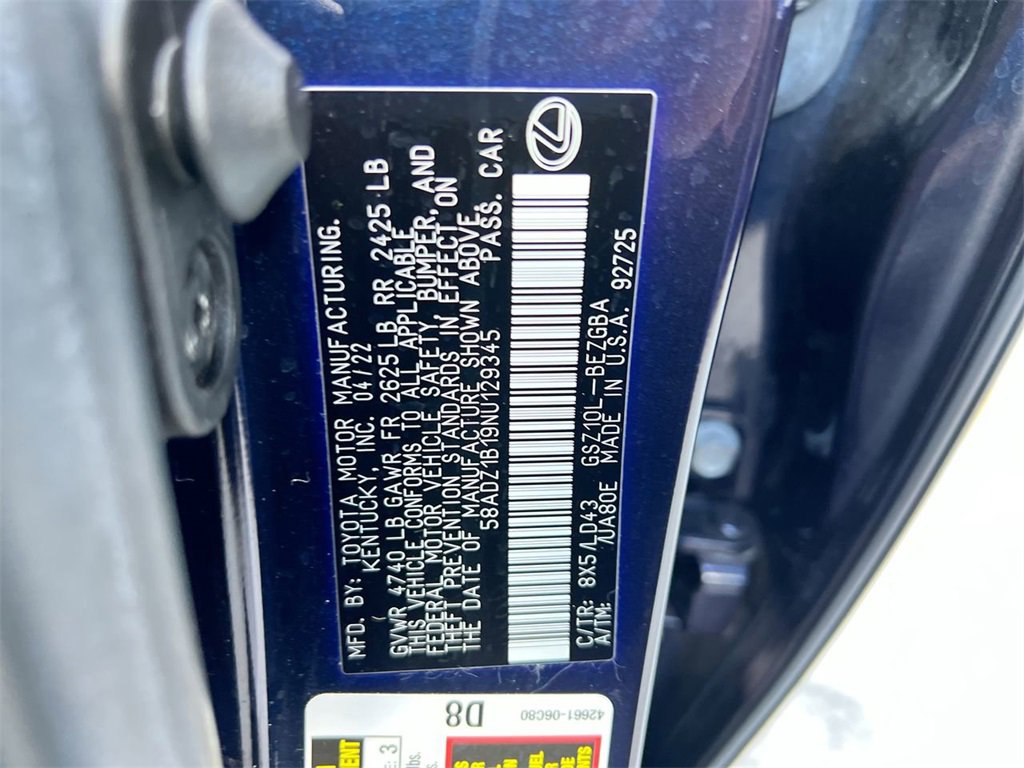 MFD. BY: TOYOTA MOTOR MANUFACTURING.
KENTUCKY, INC. 04/22
GVWR 4740 LB GAWR FR 2625 LB RR 2425 LB
THIS VEHICLE CONFORMS TO ALL APPLICABLE
FEDERAL MOTOR VEHICLE SAFETY, BUMPER, AND
THEFT PREVENTION STANDARDS IN EFFECT ON
THE DATE OF MANUFACTURE SHOWN ABOVE.
58ADZ1B19NU129345 PASS. CAR
C/TR: 8X5/LD43 GSZ10L-BEZGBA
A/TM: /UA80E MADE IN U.S.A. 92725
D8
42661-06C80
3
lbs.